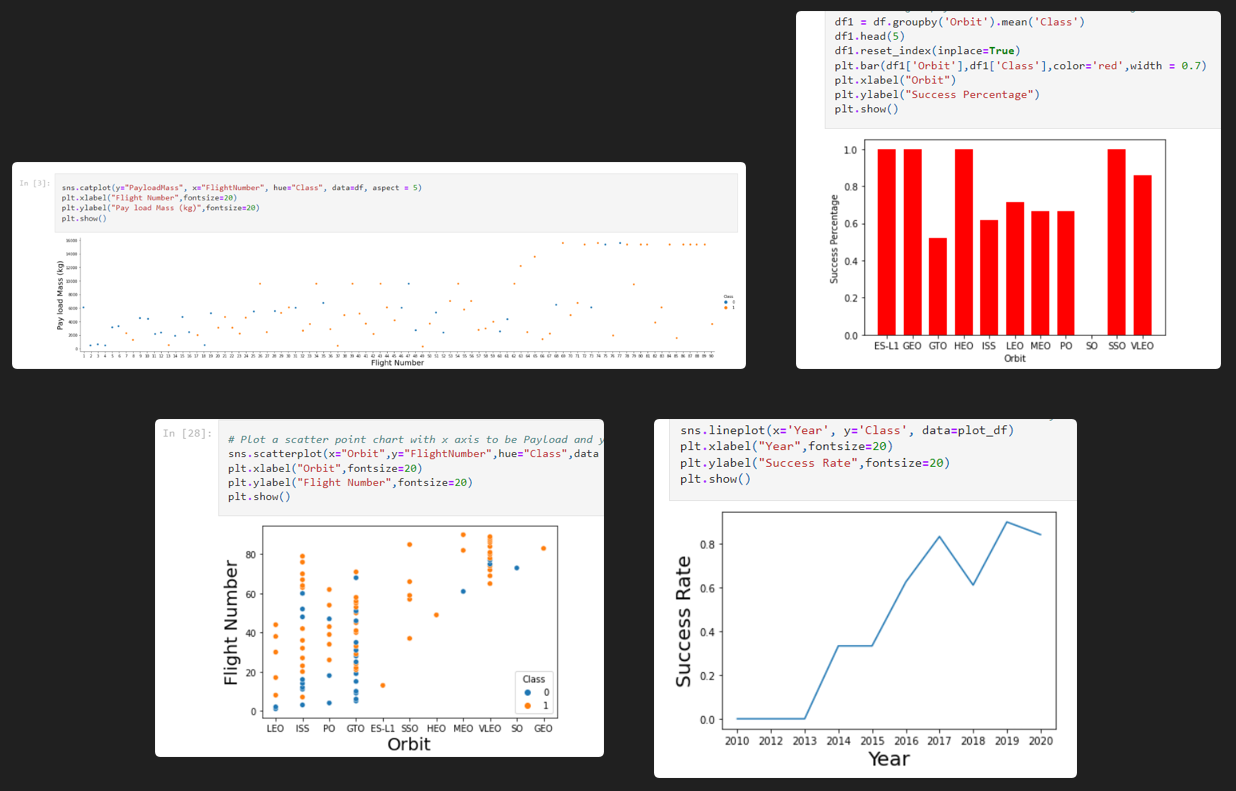 df1 = df.groupby('Orbit').mean('Class')
df1.head(5)
df1.reset_index(inplace=True)
plt.bar(df1['Orbit'],df1['Class'],color='red',width = 0.7)
plt.xlabel("Orbit")
plt.ylabel("Success Percentage")
plt.show()
1.0
0.8
0.6
0.4
0.2
0.0
Success Percentage
ES-L1 GEO GTO HEO ISS LEO MEO PO SO SSO VLEO
Orbit
In [3]:
sns.catplot(y="PayloadMass", x="FlightNumber", hue="Class", data=df, aspect = 5)
plt.xlabel("Flight Number",fontsize=20)
plt.ylabel("Pay load Mass (kg)",fontsize=20)
plt.show()
Pay load Mass (kg)
Flight Number
Class
0
1
In [28]:
# Plot a scatter point chart with x axis to be Payload and y
sns.scatterplot(x="Orbit",y="FlightNumber",hue="Class",data
plt.xlabel("Orbit",fontsize=20)
plt.ylabel("Flight Number",fontsize=20)
plt.show()
80
60
40
20
0
Flight Number
Class
0
1
LEO ISS PO GTO ES-L1 SSO HEO MEO VLEO SO GEO
Orbit
sns.lineplot(x='Year', y='Class', data=plot_df)
plt.xlabel("Year",fontsize=20)
plt.ylabel("Success Rate",fontsize=20)
plt.show()
0.8
0.6
0.4
0.2
0.0
Success Rate
2010 2012 2013 2014 2015 2016 2017 2018 2019 2020
Year